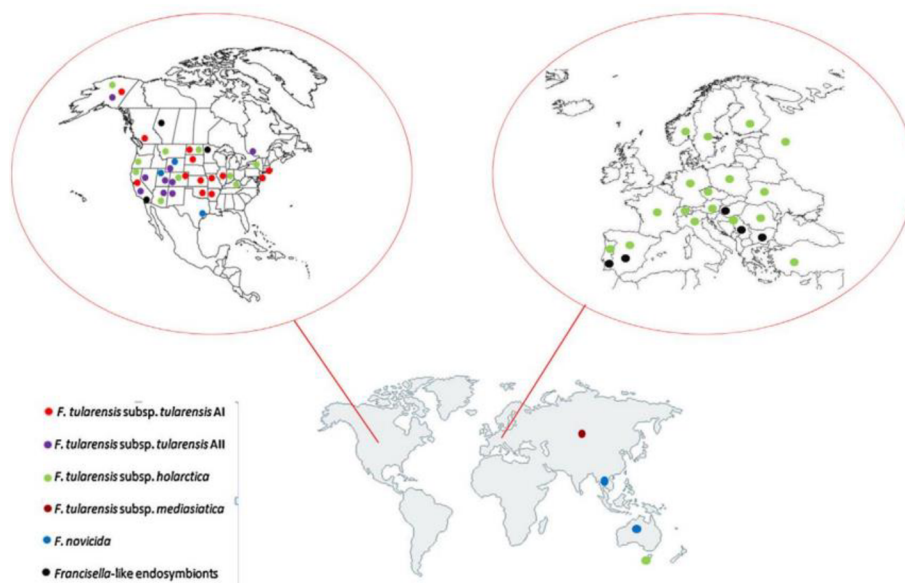 F. tularensis subsp. tularensis AI
F. tularensis subsp. tularensis AII
F. tularensis subsp. holarctica
F. tularensis subsp. mediasiatica
F. novicida
Francisella-like endosymbionts